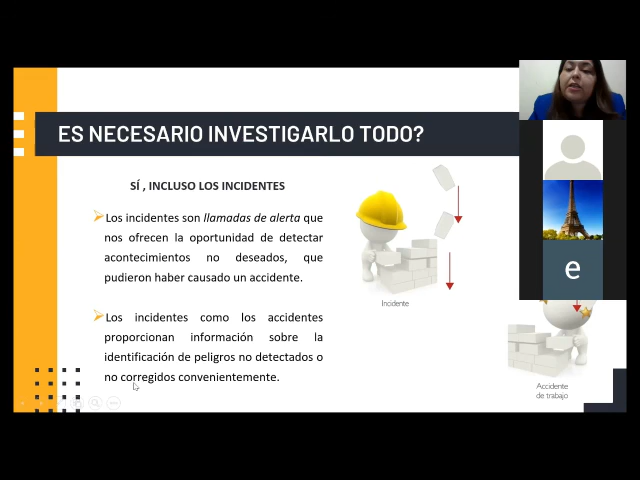 ES NECESARIO INVESTIGARLO TODO?
SÍ , INCLUSO LOS INCIDENTES
Los incidentes son llamadas de alerta que
nos ofrecen la oportunidad de detectar
acontecimientos no deseados, que
pudieron haber causado un accidente.
Los incidentes como los accidentes
proporcionan información sobre la
identificación de peligros no detectados o
no corregidos convenientemente.
Incidente
e
Accidente
de trabajo